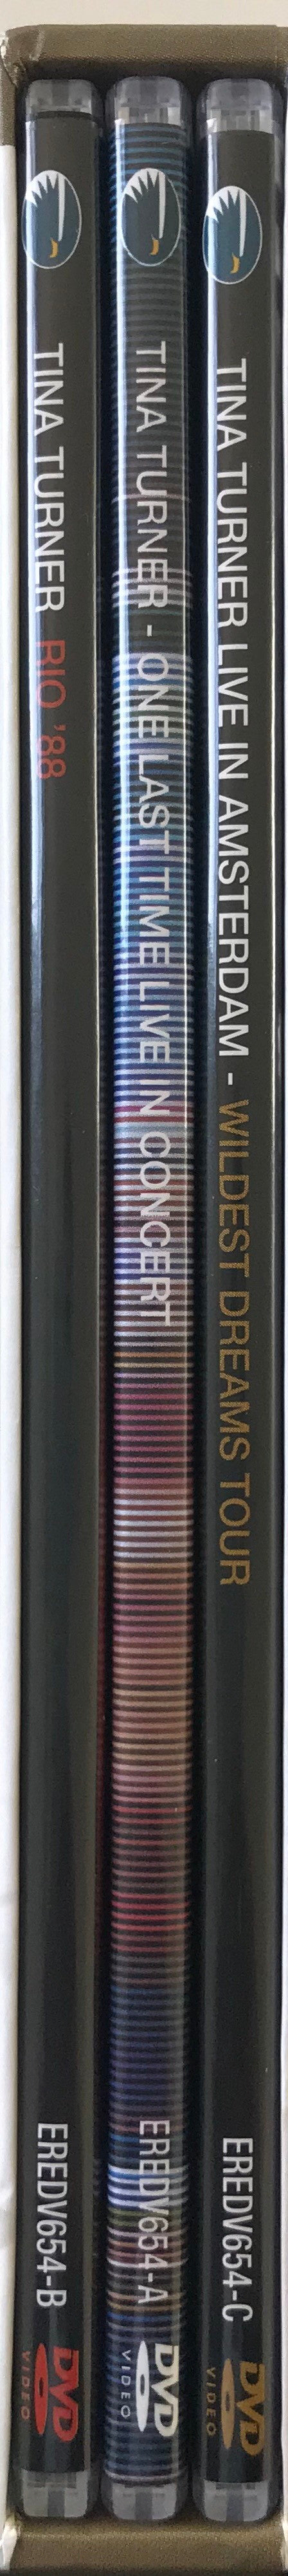 TINA TURNER RIO '88
EREDV654-B
DVD
VIDEO
TINA TURNER - ONE LAST TIME LIVE IN CONCERT
EREDV654-A
DVD
VIDEO
TINA TURNER LIVE IN AMSTERDAM - WILDEST DREAMS TOUR
EREDV654-C
DVD
VIDEO